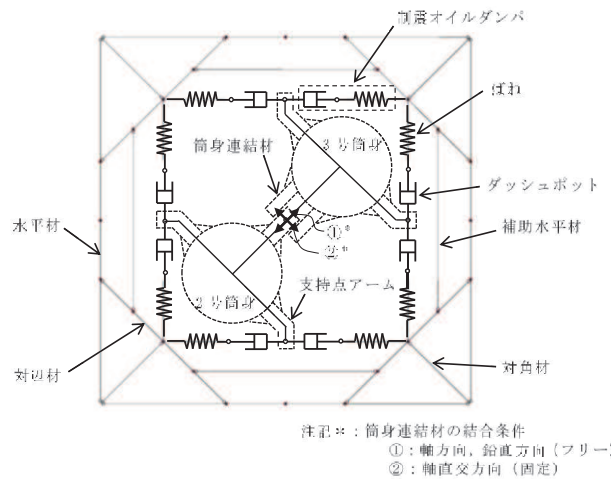 制震オイルダンパ
ばね
3号筒身
筒身連結材
ダッシュポット
①*
②*
水平材
補助水平材
支持点アーム
2号筒身
対辺材
対角材
注記*：筒身連結材の結合条件
①：軸方向，鉛直方向（フリー）
②：軸直交方向（固定）